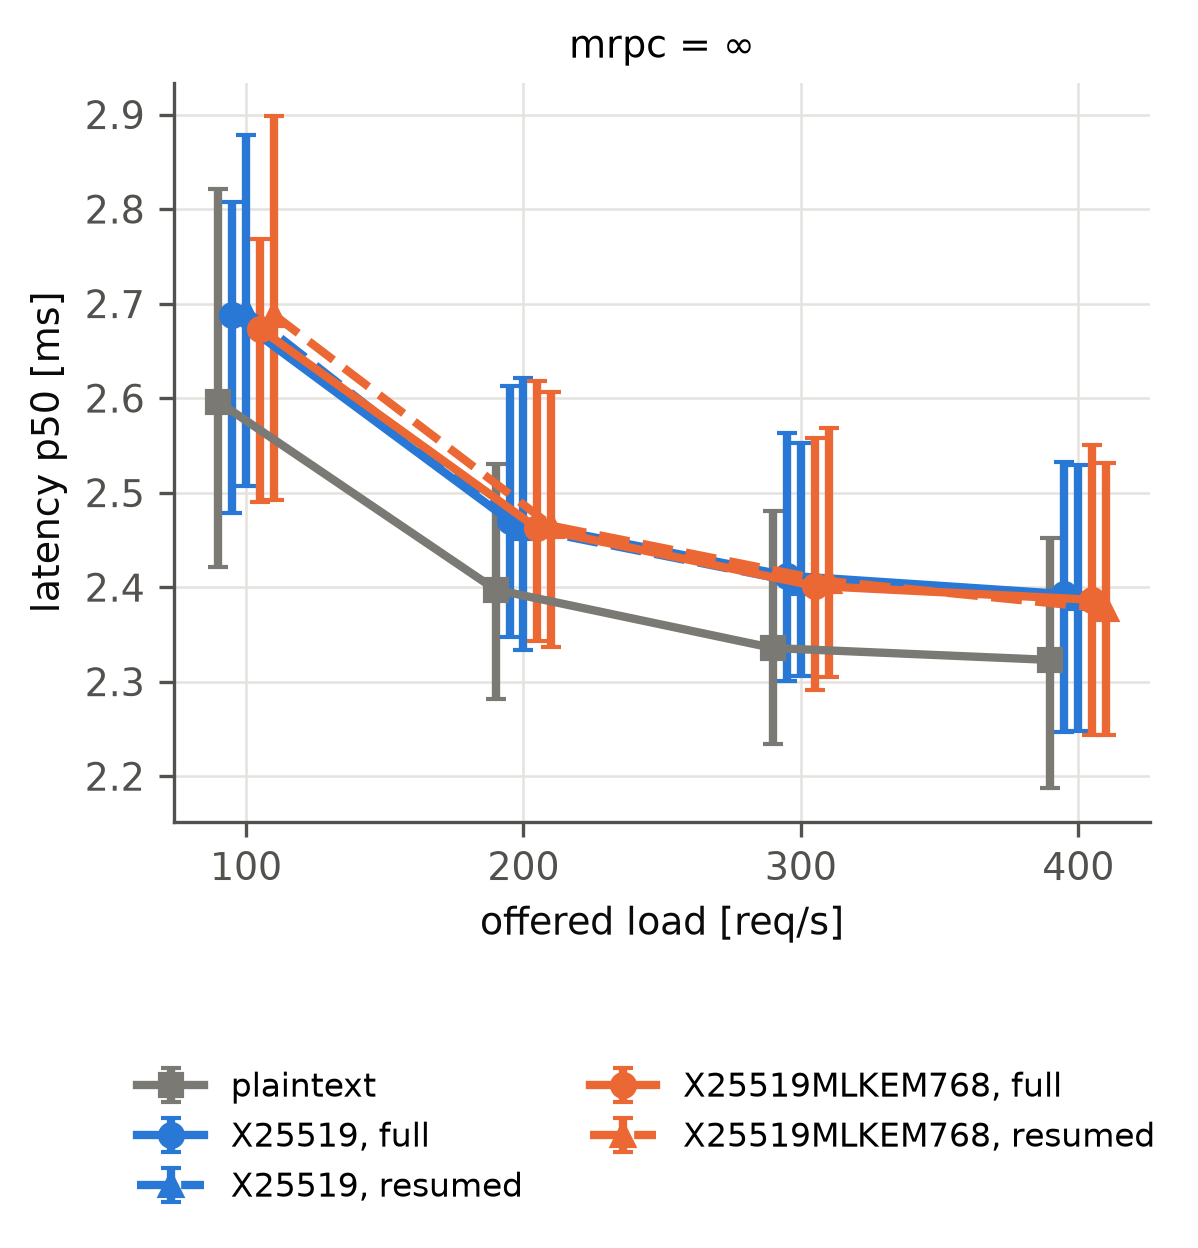 mrpc = ∞
2.9
2.8
2.7
2.6
2.5
2.4
2.3
2.2
latency p50 [ms]
100 200 300 400
offered load [req/s]
plaintext
X25519, full
X25519, resumed
X25519MLKEM768, full
X25519MLKEM768, resumed